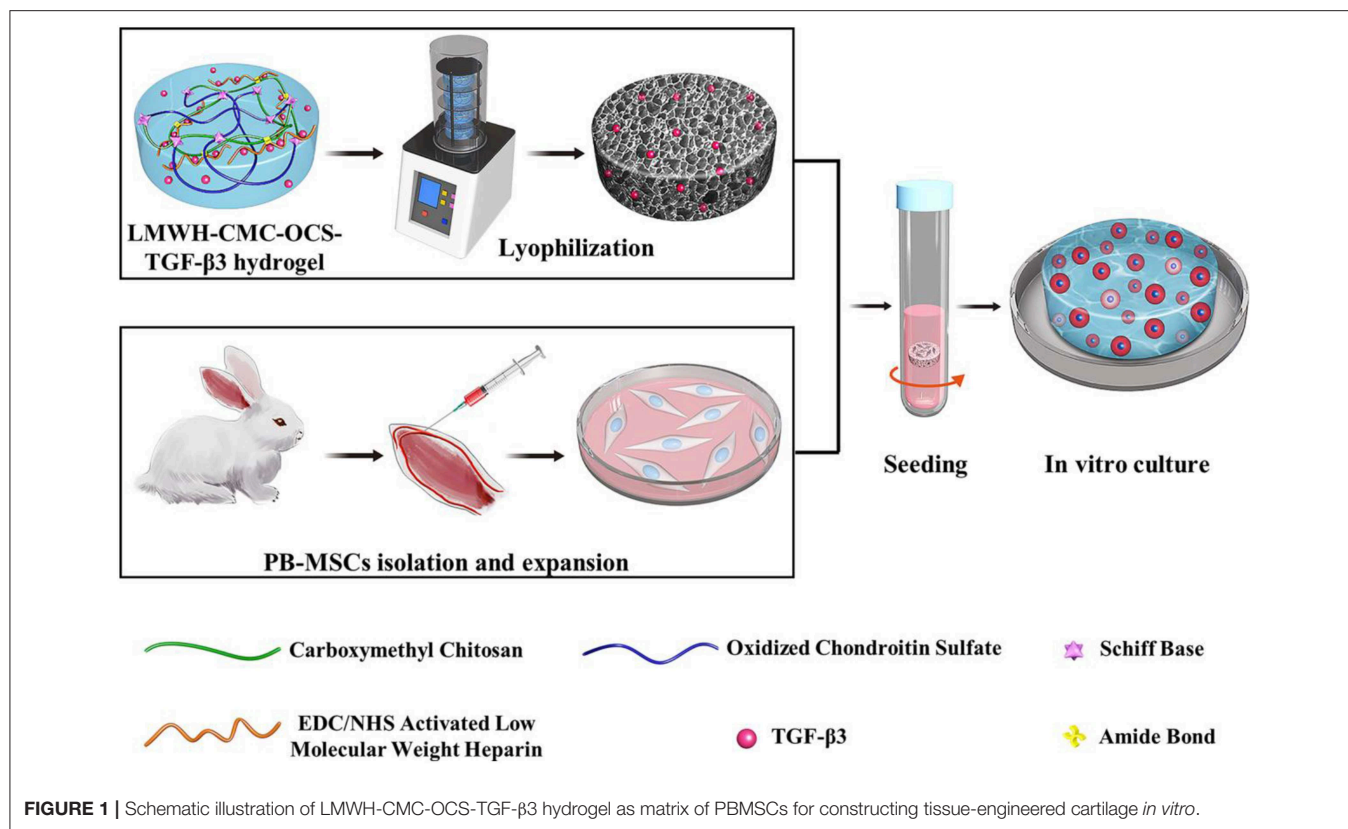 LMWH-CMC-OCS-
TGF-β3 hydrogel
Lyophilization
PB-MSCs isolation and expansion
Seeding
In vitro culture
Carboxymethyl Chitosan
Oxidized Chondroitin Sulfate
Schiff Base
EDC/NHS Activated Low
Molecular Weight Heparin
TGF-β3
Amide Bond
FIGURE 1 | Schematic illustration of LMWH-CMC-OCS-TGF-β3 hydrogel as matrix of PBMSCs for constructing tissue-engineered cartilage in vitro.